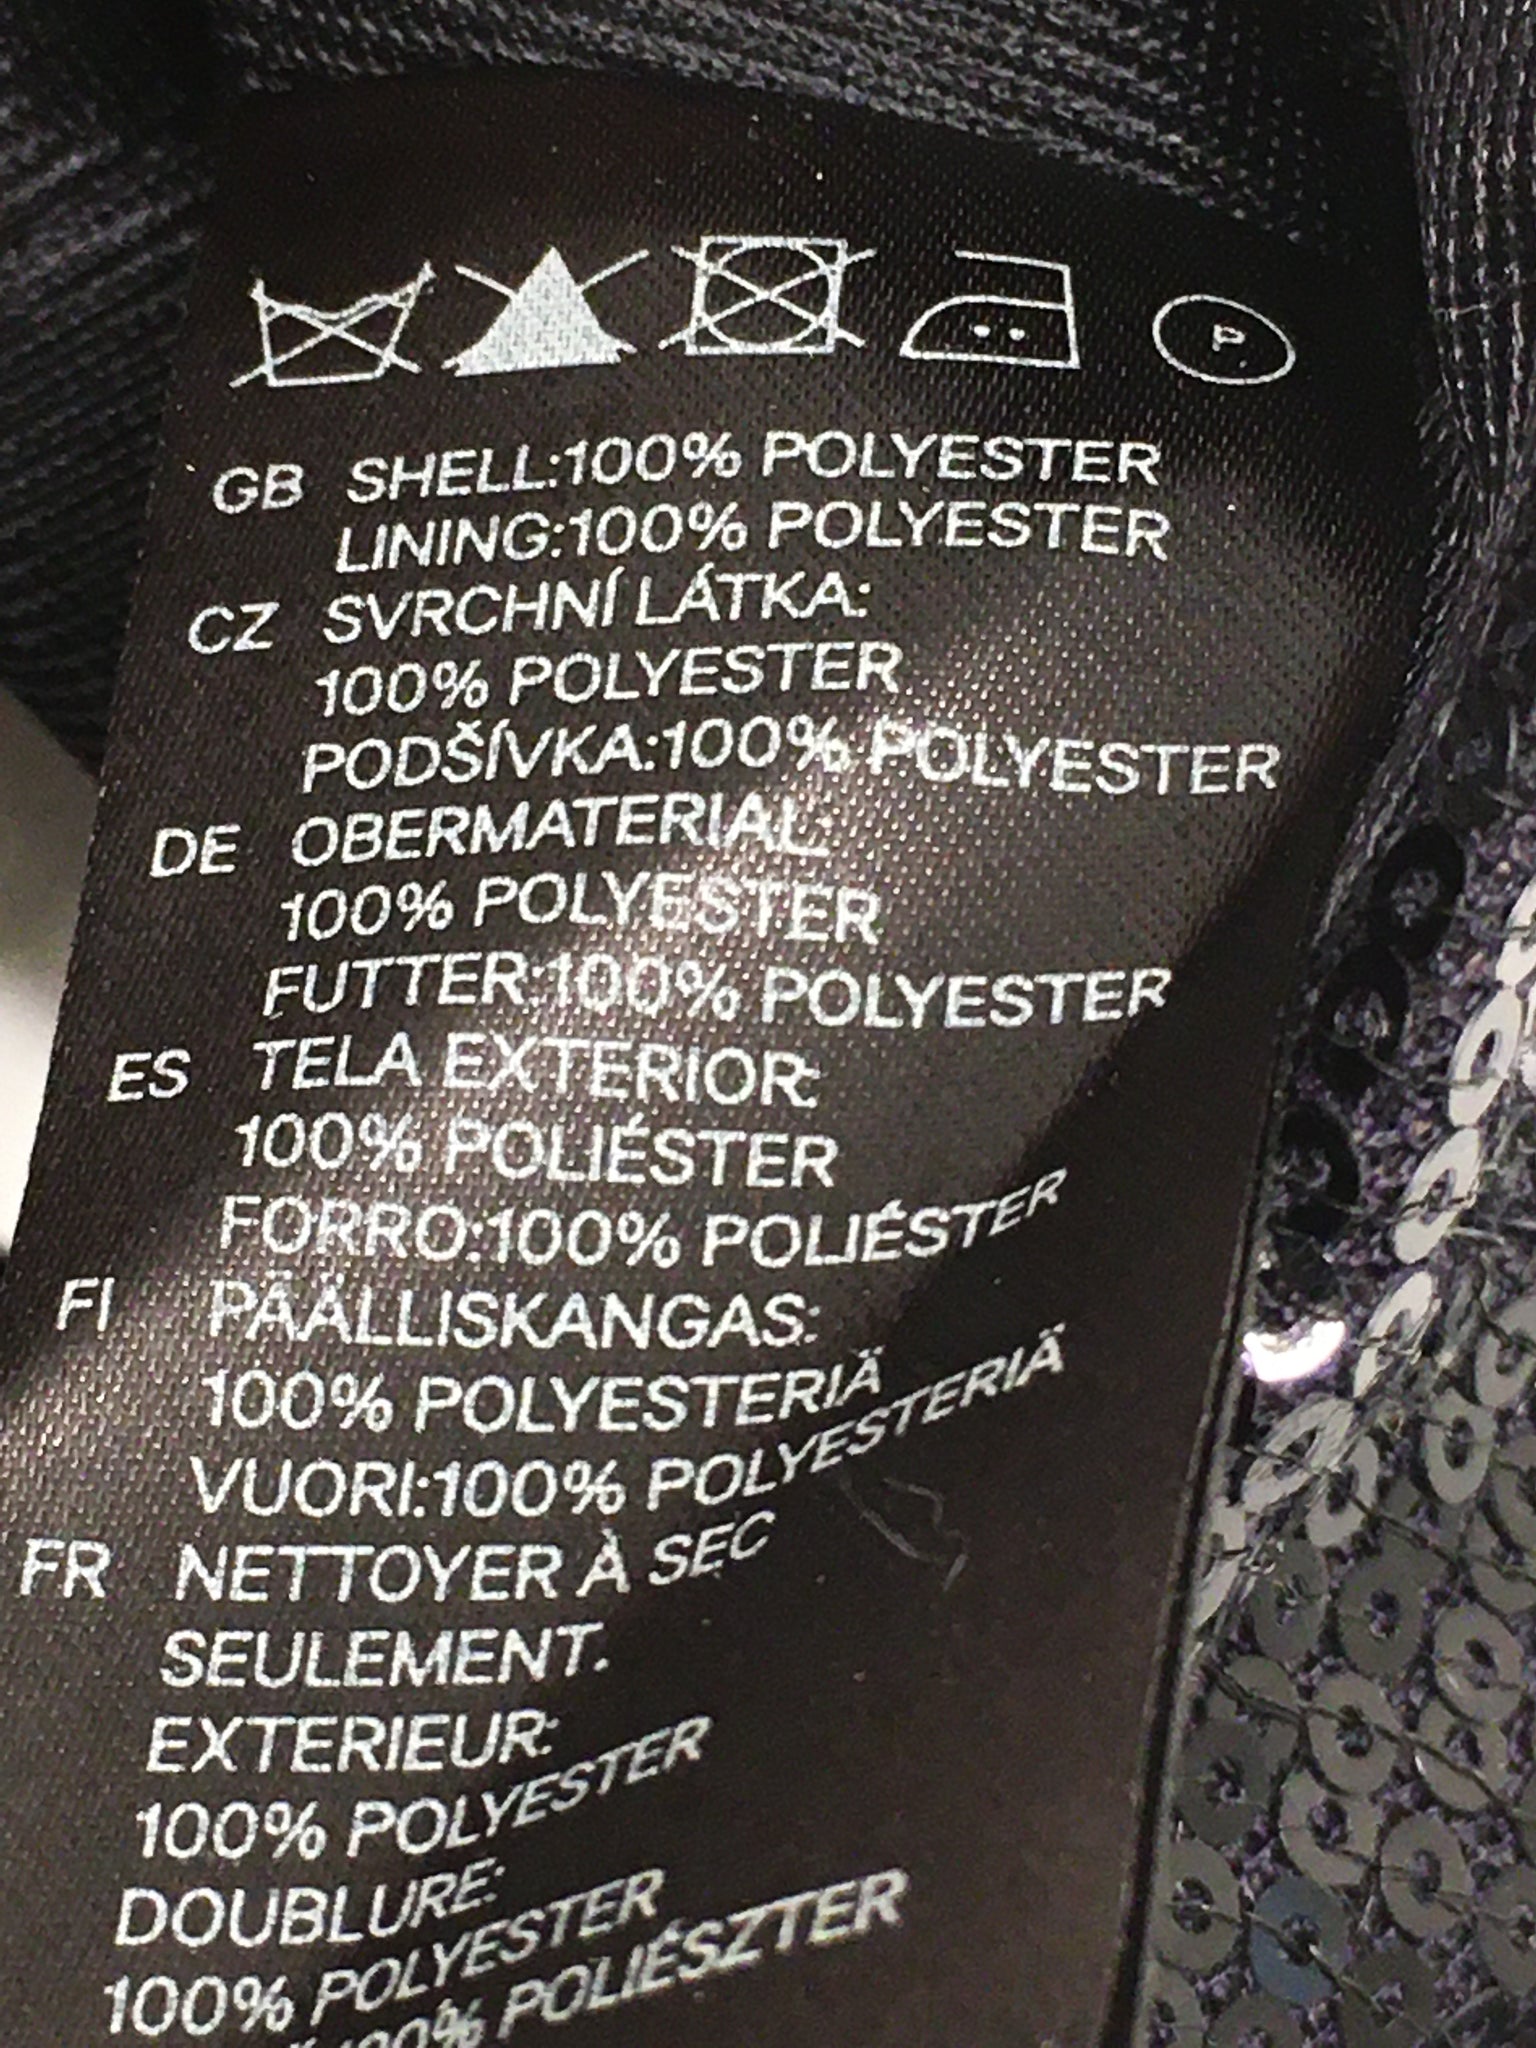 P
GB SHELL:100% POLYESTER
LINING:100% POLYESTER
CZ SVRCHNÍ LÁTKA:
100% POLYESTER
PODŠÍVKA:100% POLYESTER
DE OBERMATERIAL:
100% POLYESTER
FUTTER:100% POLYESTER
ES TELA EXTERIOR:
100% POLIÉSTER
FORRO:100% POLIÉSTER
FI PÄÄLLISKANGAS:
100% POLYESTERIÄ
VUORI:100% POLYESTERIÄ
FR NETTOYER À SEC
SEULEMENT.
EXTERIEUR:
100% POLYESTER
DOUBLURE:
100% POLYESTER
100% POLIÉSZTER